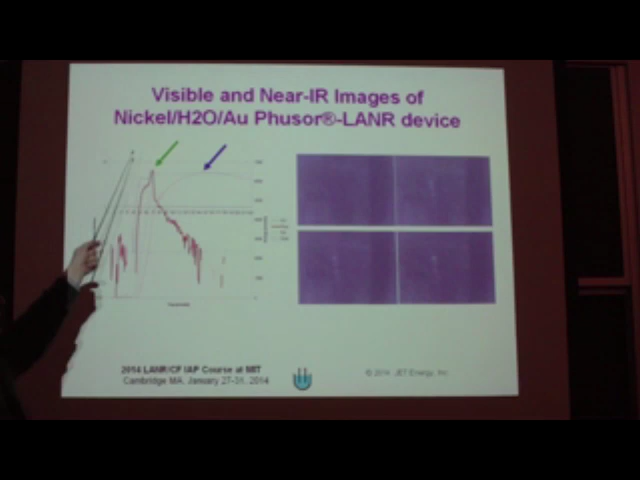 Visible and Near-IR Images of
Nickel/H2O/Au Phusor®-LANR device
2014 LANR/CF IAP Course at MIT
Cambridge MA, January 27-31, 2014
© 2014 JET Energy, Inc.